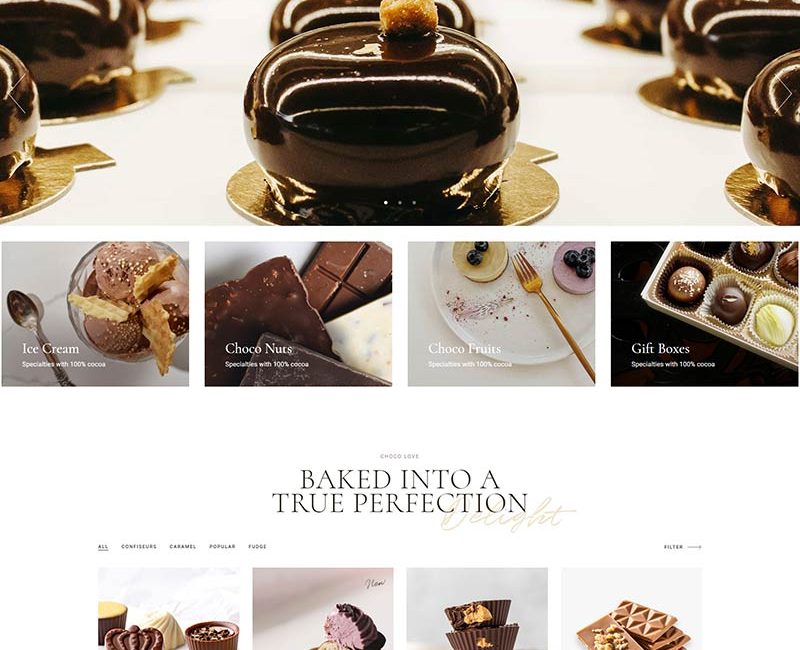 Ice Cream
Specialties with 100% cocoa
Choco Nuts
Specialties with 100% cocoa
Choco Fruits
Specialties with 100% cocoa
Gift Boxes
Specialties with 100% cocoa
CHOCO LOVE
BAKED INTO A
TRUE PERFECTION
Delight
ALL CONFISEURS CARAMEL POPULAR FUDGE FILTER
New